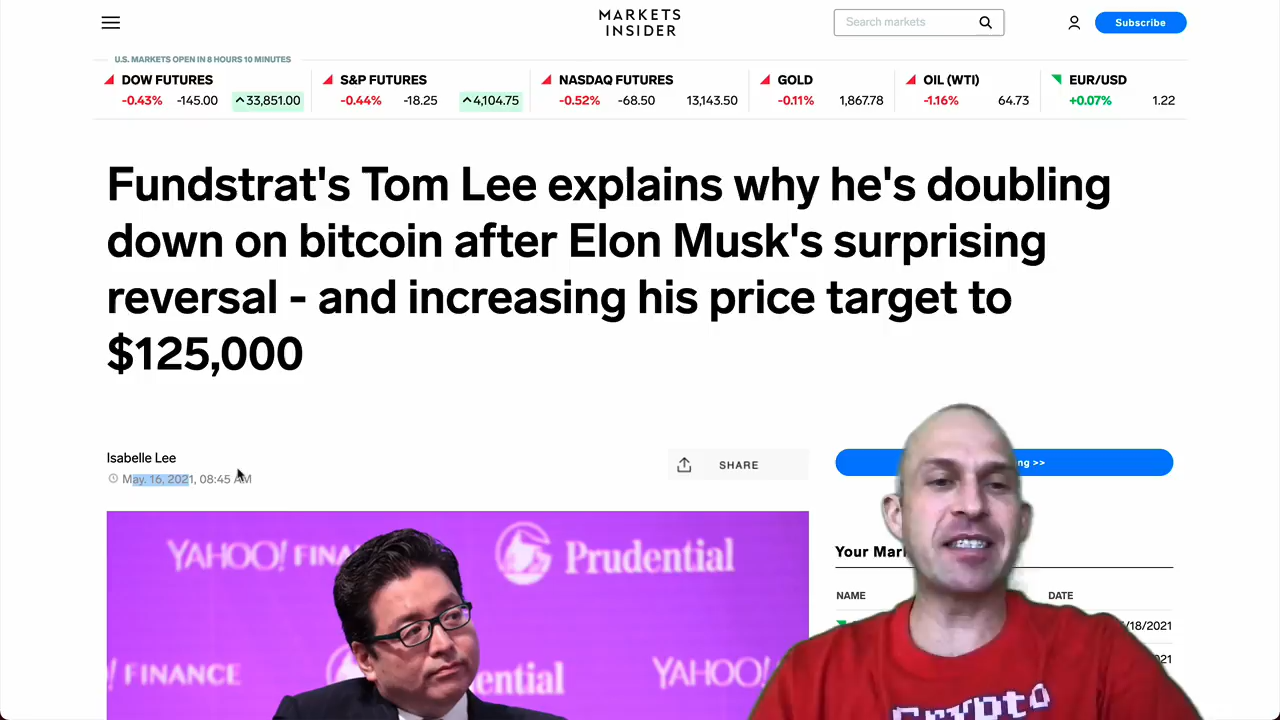 MARKETS
INSIDER
Search markets
Subscribe
U.S. MARKETS OPEN IN 8 HOURS 10 MINUTES
DOW FUTURES
-0.43% -145.00 33,851.00
S&P FUTURES
-0.44% -18.25 4,104.75
NASDAQ FUTURES
-0.52% -68.50 13,143.50
GOLD
-0.11% 1,867.78
OIL (WTI)
-1.16% 64.73
EUR/USD
+0.07% 1.22
Fundstrat's Tom Lee explains why he's doubling
down on bitcoin after Elon Musk's surprising
reversal - and increasing his price target to
$125,000
Isabelle Lee
May. 16, 2021, 08:45 AM
SHARE
>>
YAHOO! Prudential
FINANCE
YAHOO!
Your
NAME DATE
/18/2021
Crypto